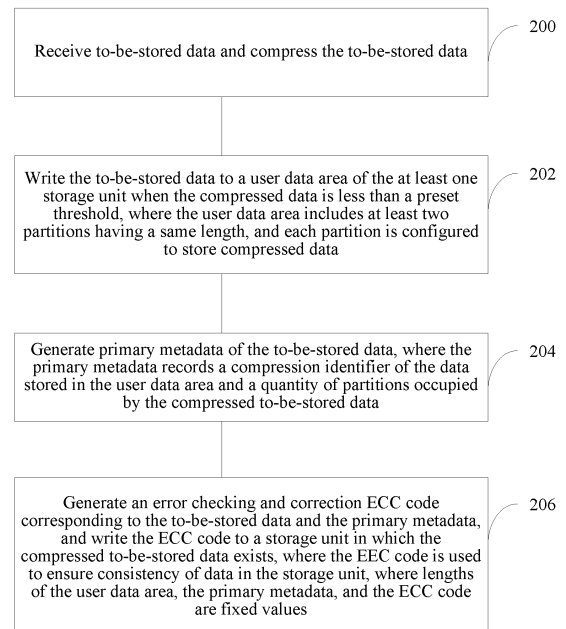 Receive to-be-stored data and compress the to-be-stored data
200
Write the to-be-stored data to a user data area of the at least one
storage unit when the compressed data is less than a preset
threshold, where the user data area includes at least two
partitions having a same length, and each partition is configured
to store compressed data
202
Generate primary metadata of the to-be-stored data, where the
primary metadata records a compression identifier of the data
stored in the user data area and a quantity of partitions occupied
by the compressed to-be-stored data
204
Generate an error checking and correction ECC code
corresponding to the to-be-stored data and the primary metadata,
and write the ECC code to a storage unit in which the
compressed to-be-stored data exists, where the EEC code is used
to ensure consistency of data in the storage unit, where lengths
of the user data area, the primary metadata, and the ECC code
are fixed values
206